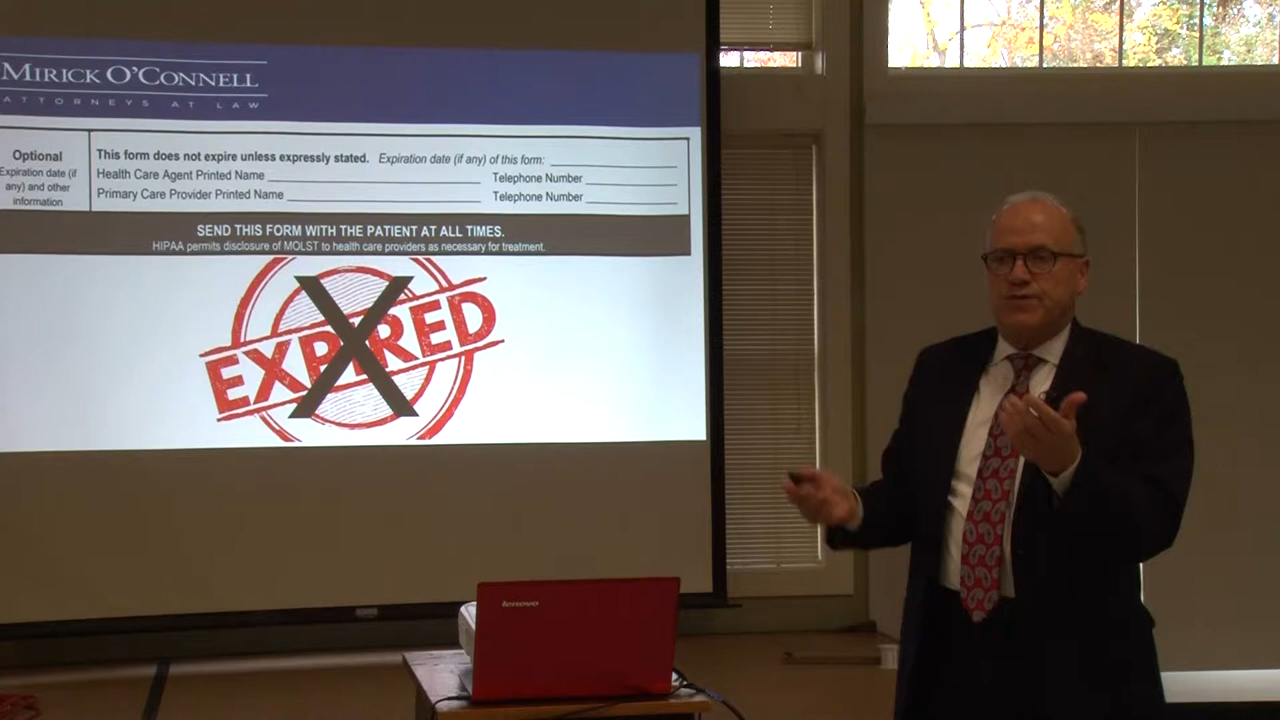 MIRICK O'CONNELL
ATTORNEYS AT LAW
Optional
Expiration date (if
any) and other
information
This form does not expire unless expressly stated. Expiration date (if any) of this form:
Health Care Agent Printed Name
Telephone Number
Primary Care Provider Printed Name
Telephone Number
SEND THIS FORM WITH THE PATIENT AT ALL TIMES.
HIPAA permits disclosure of MOLST to health care providers as necessary for treatment.
EXPIRED
X
lenovo